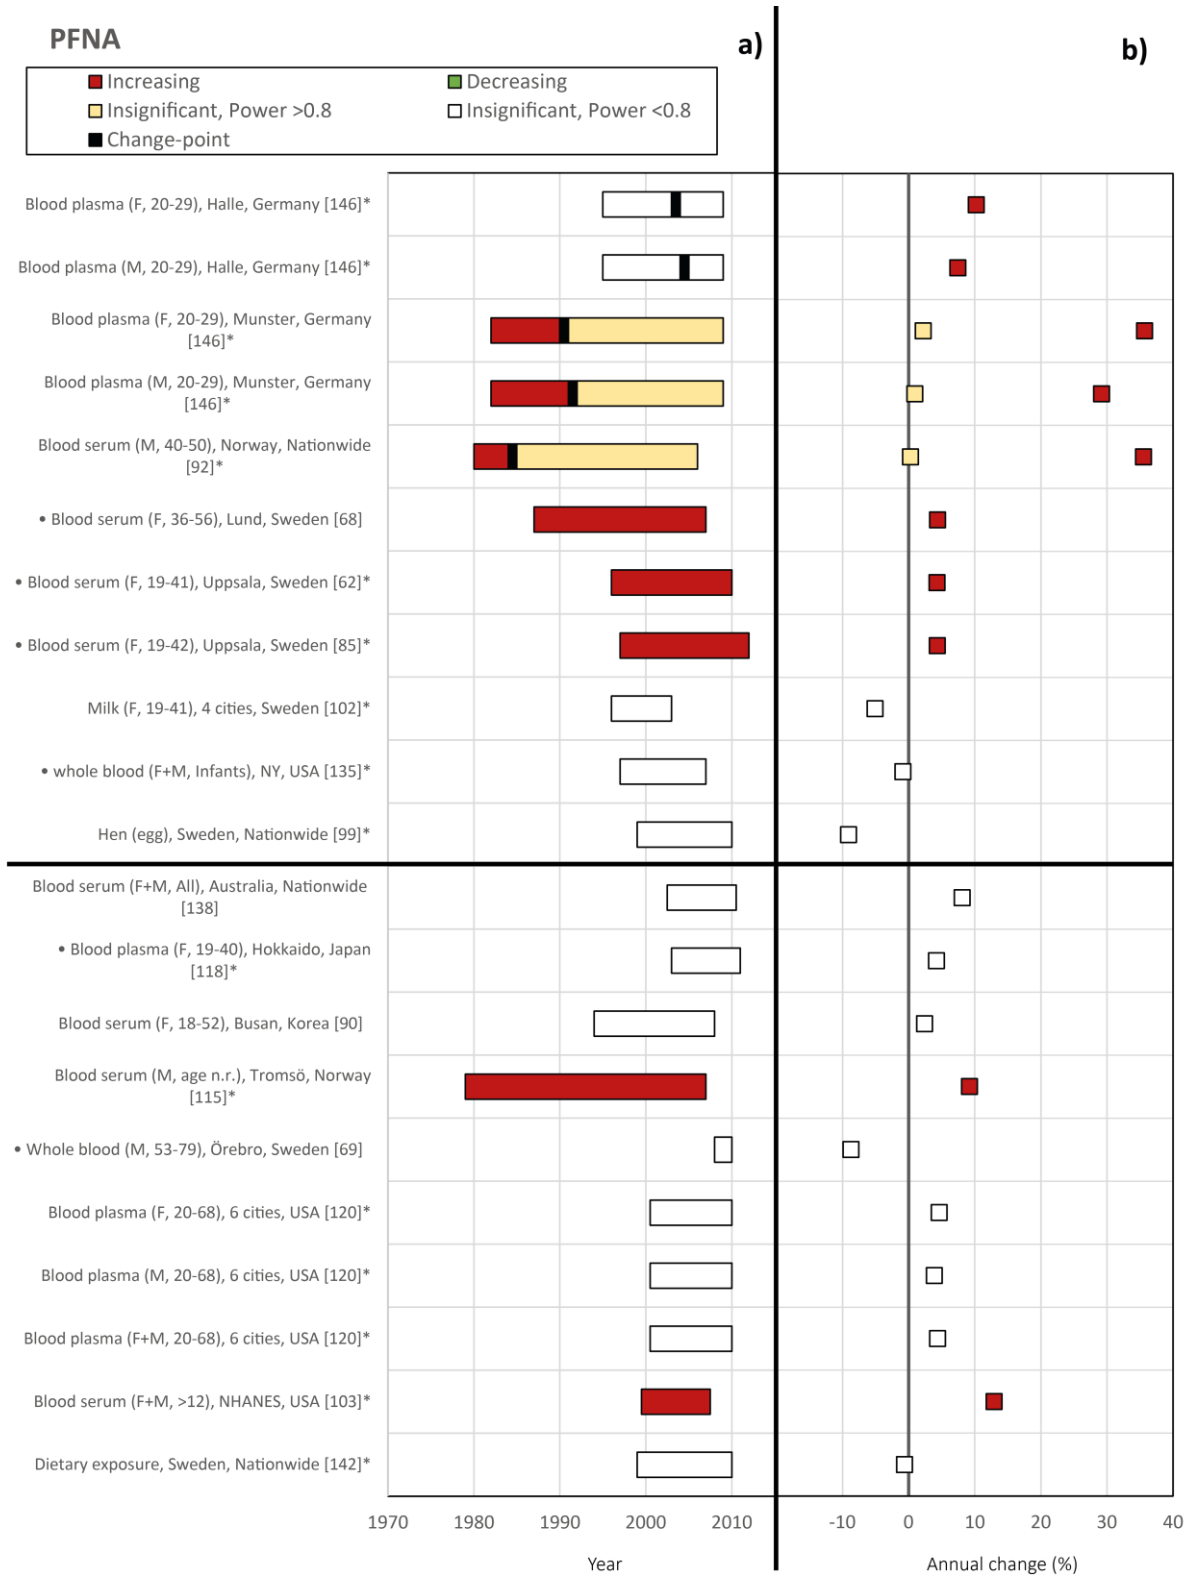 PFNA
a)
b)
Increasing
Decreasing
Insignificant, Power >0.8
Insignificant, Power <0.8
Change-point
Blood plasma (F, 20-29), Halle, Germany [146]*
Blood plasma (M, 20-29), Halle, Germany [146]*
Blood plasma (F, 20-29), Munster, Germany
[146]*
Blood plasma (M, 20-29), Munster, Germany
[146]*
Blood serum (M, 40-50), Norway, Nationwide
[92]*
• Blood serum (F, 36-56), Lund, Sweden [68]
• Blood serum (F, 19-41), Uppsala, Sweden [62]*
• Blood serum (F, 19-42), Uppsala, Sweden [85]*
Milk (F, 19-41), 4 cities, Sweden [102]*
• whole blood (F+M, Infants), NY, USA [135]*
Hen (egg), Sweden, Nationwide [99]*
Blood serum (F+M, All), Australia, Nationwide
[138]
• Blood plasma (F, 19-40), Hokkaido, Japan
[118]*
Blood serum (F, 18-52), Busan, Korea [90]
Blood serum (M, age n.r.), Tromsö, Norway
[115]*
• Whole blood (M, 53-79), Örebro, Sweden [69]
Blood plasma (F, 20-68), 6 cities, USA [120]*
Blood plasma (M, 20-68), 6 cities, USA [120]*
Blood plasma (F+M, 20-68), 6 cities, USA [120]*
Blood serum (F+M, >12), NHANES, USA [103]*
Dietary exposure, Sweden, Nationwide [142]*
1970 1980 1990 2000 2010
-10 0 10 20 30 40
Year
Annual change (%)